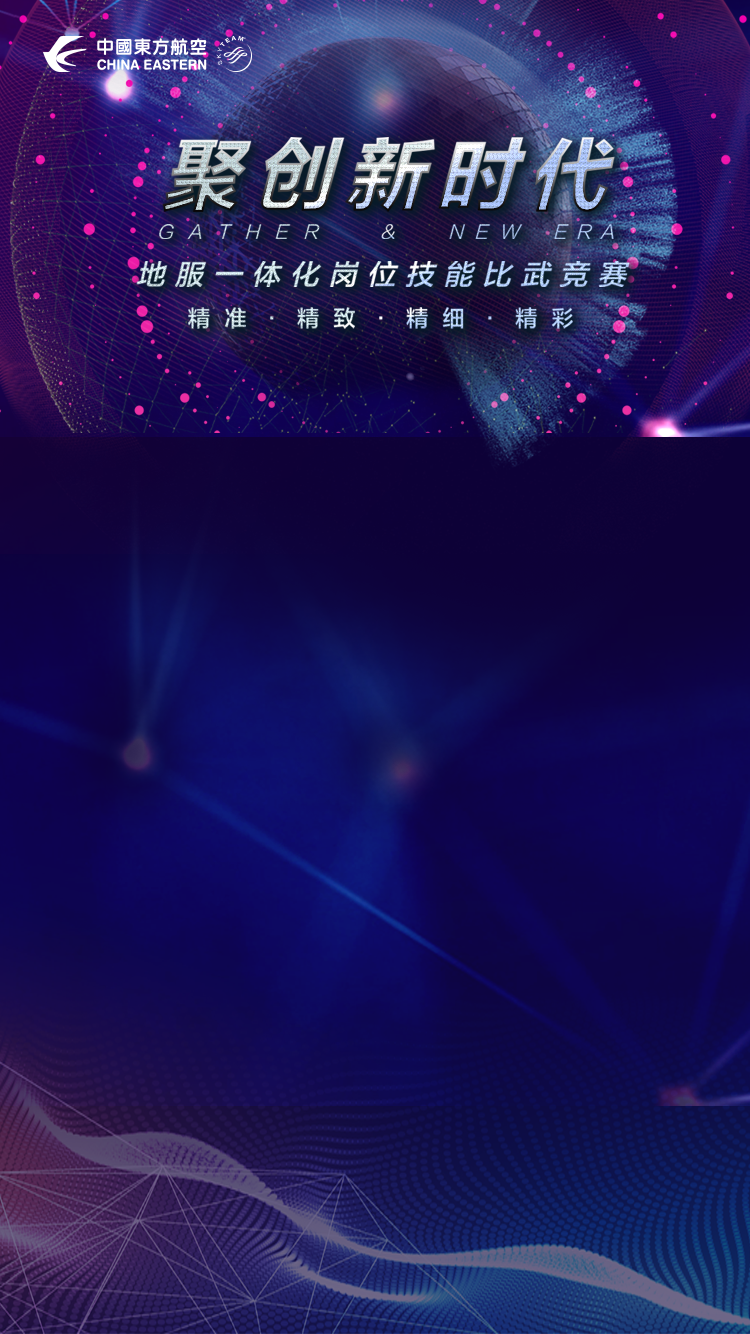 中國東方航空
CHINA EASTERN
SKYTEAM
聚创新时代
GATHER & NEW ERA
地服一体化岗位技能比武竞赛
精准·精致·精细·精彩